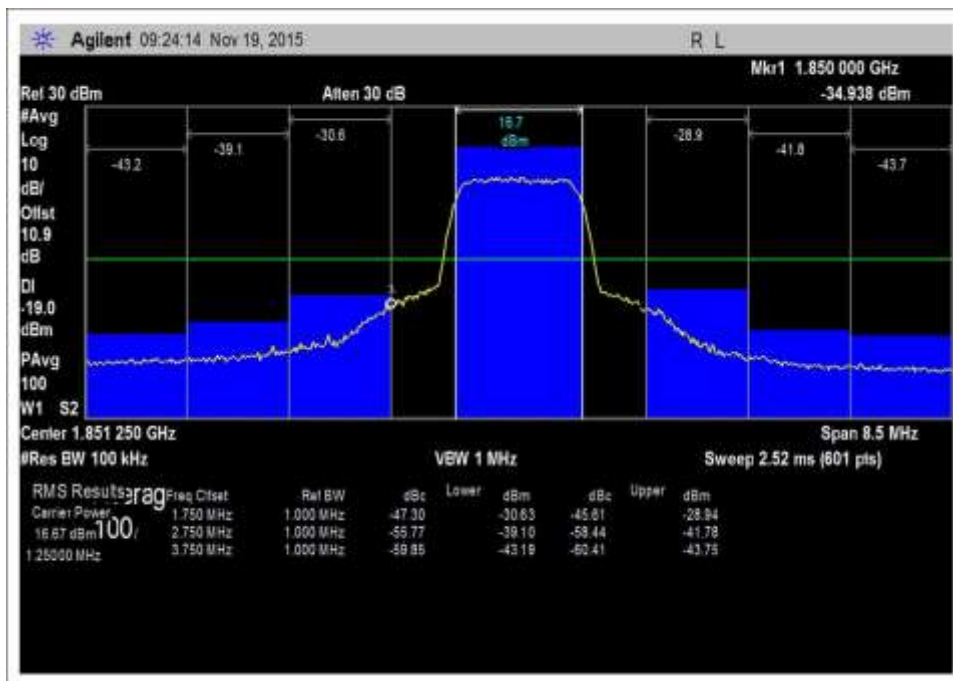 Agilent 09:24:14 Nov 19, 2015 R L
Mkr1 1.850 000 GHz
Ref 30 dBm Atten 30 dB -34.938 dBm
#Avg
Log
10
dB/
Offst
10.9
dB
DI
-19.0
dBm
PAvg
100
W1 S2
-43.2 -39.1 -30.6 16.7 dBm -28.9 -41.8 -43.7
1
Center 1.851 250 GHz Span 8.5 MHz
#Res BW 100 kHz VBW 1 MHz Sweep 2.52 ms (601 pts)
RMS Results Freq Offset Ref BW dBc Lower dBm dBc Upper dBm
Carrier Power 1.750 MHz 1.000 MHz -47.30 -30.63 -45.61 -28.94
16.67 dBm 100/ 2.750 MHz 1.000 MHz -55.77 -39.10 -58.44 -41.78
1.25000 MHz 3.750 MHz 1.000 MHz -59.85 -43.19 -60.41 -43.75